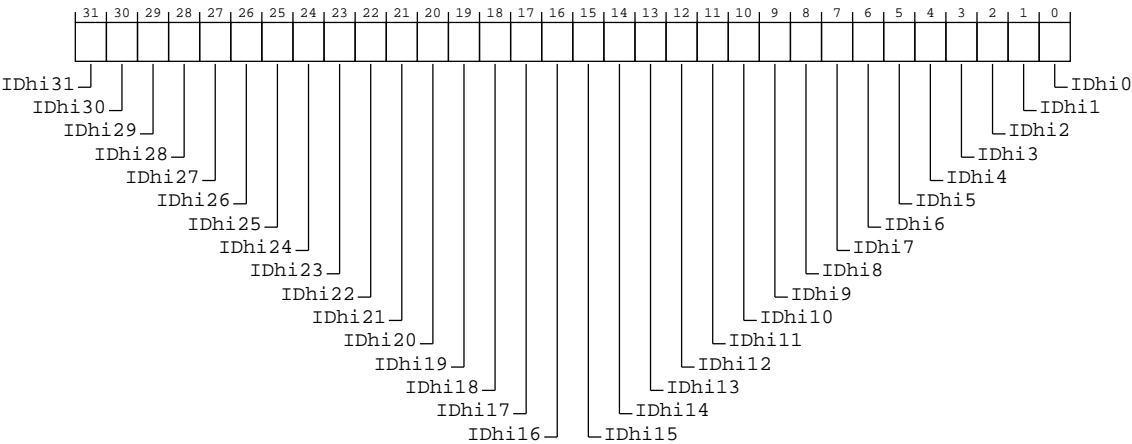 31 30 29 28 27 26 25 24 23 22 21 20 19 18 17 16 15 14 13 12 11 10 9 8 7 6 5 4 3 2 1 0
IDhi31 IDhi0
IDhi30 IDhi1
IDhi29 IDhi2
IDhi28 IDhi3
IDhi27 IDhi4
IDhi26 IDhi5
IDhi25 IDhi6
IDhi24 IDhi7
IDhi23 IDhi8
IDhi22 IDhi9
IDhi21 IDhi10
IDhi20 IDhi11
IDhi19 IDhi12
IDhi18 IDhi13
IDhi17 IDhi14
IDhi16 IDhi15